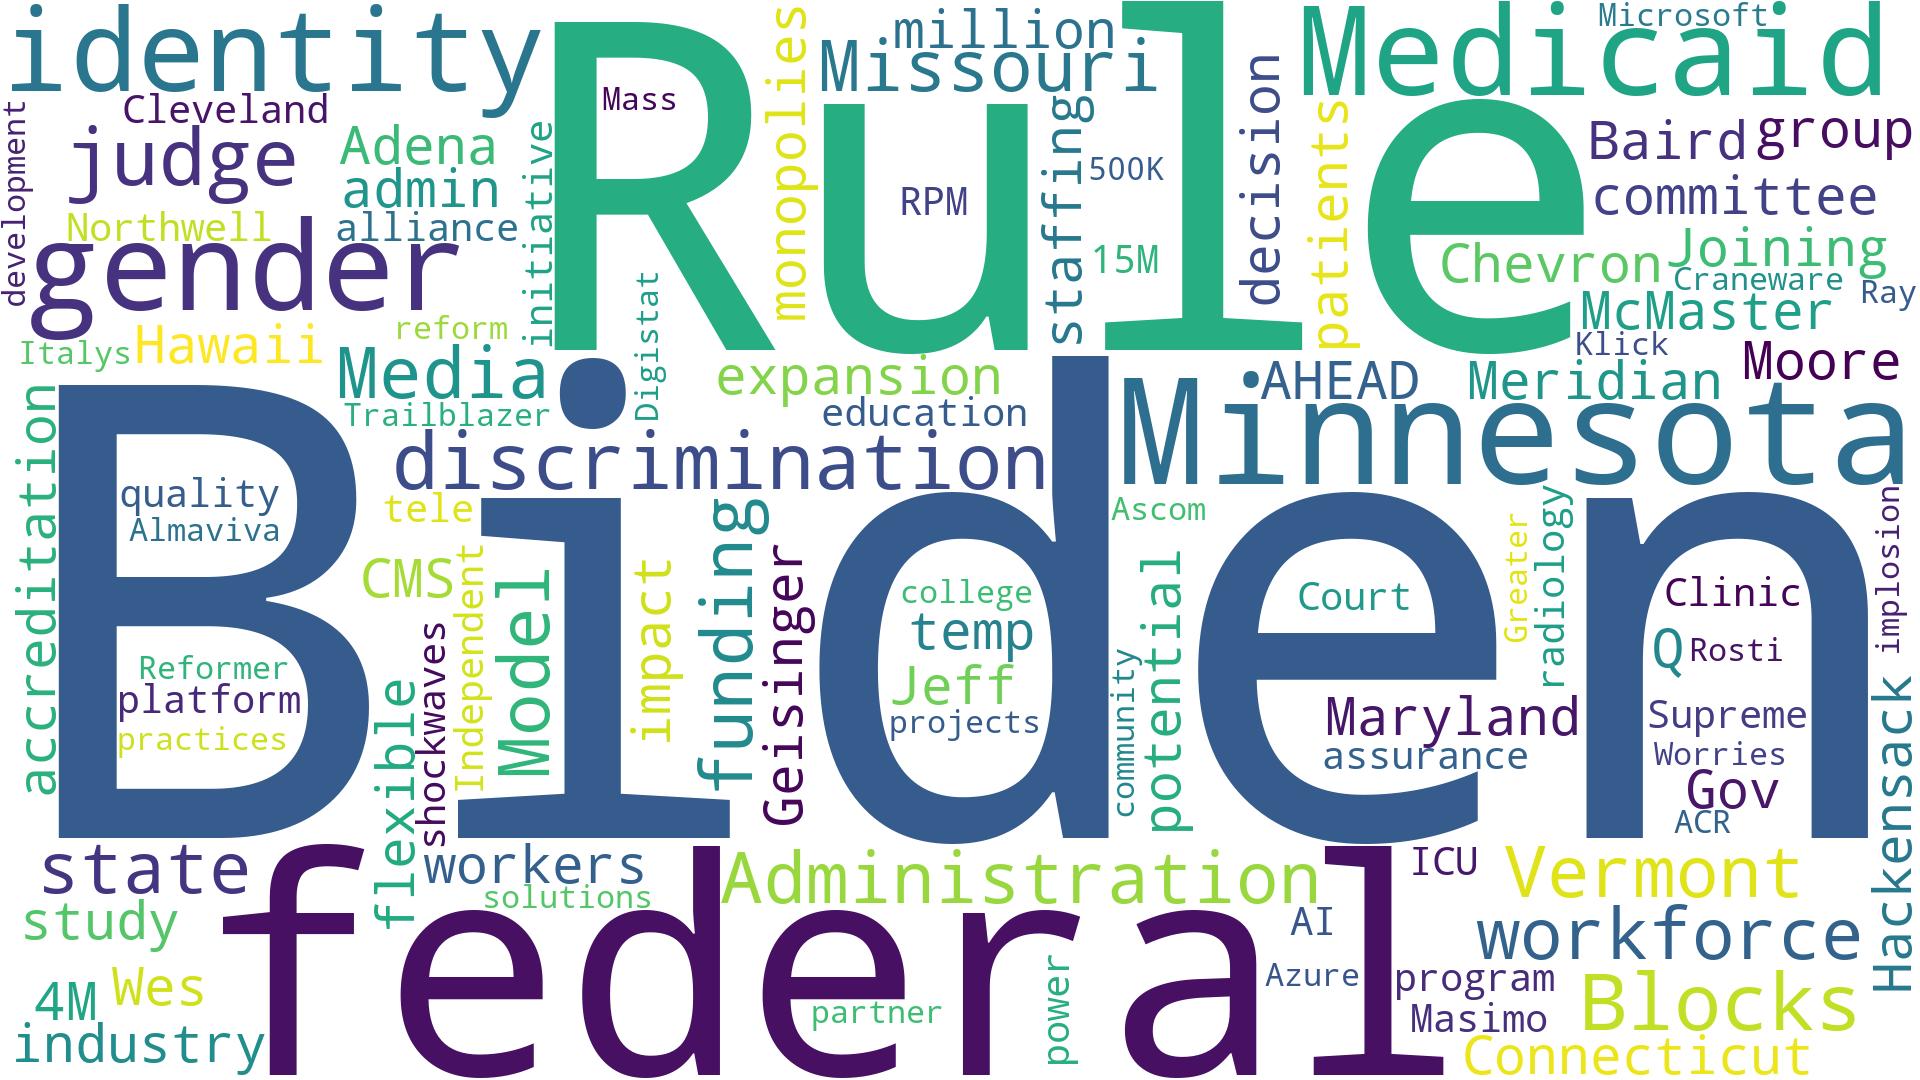 identity
Rule
million
Missouri
Medicaid
Microsoft
development
Cleveland
judge
Adena
admin
Northwell
alliance
gender
initiative
Mass
monopolies
RPM
staffing
500K
15M
decision
patients
Baird
group
committee
Chevron
Joining
Craneware
Ray
McMaster
Klick
Moore
Italys
Hawaii
reform
Digistat
Media
Trailblazer
expansion
education
AHEAD
Meridian
Minnesota
discrimination
Biden
accreditation
quality
Almaviva
Reformer
platform
practices
tele
CMS
flexible
shockwaves
Independent
Model
impact
funding
Geisinger
college
temp
Jeff
projects
Ascom
community
potential
Court
Greater
radiology
Maryland
assurance
Clinic
Q
Rosti
Supreme
Worries
Gov
ACR
implosion
Hackensack
state
study
workers
solutions
Administration
ICU
Vermont
federal
AI
workforce
4M
Wes
industry
partner
power
Azure
program
Masimo
Blocks
Connecticut